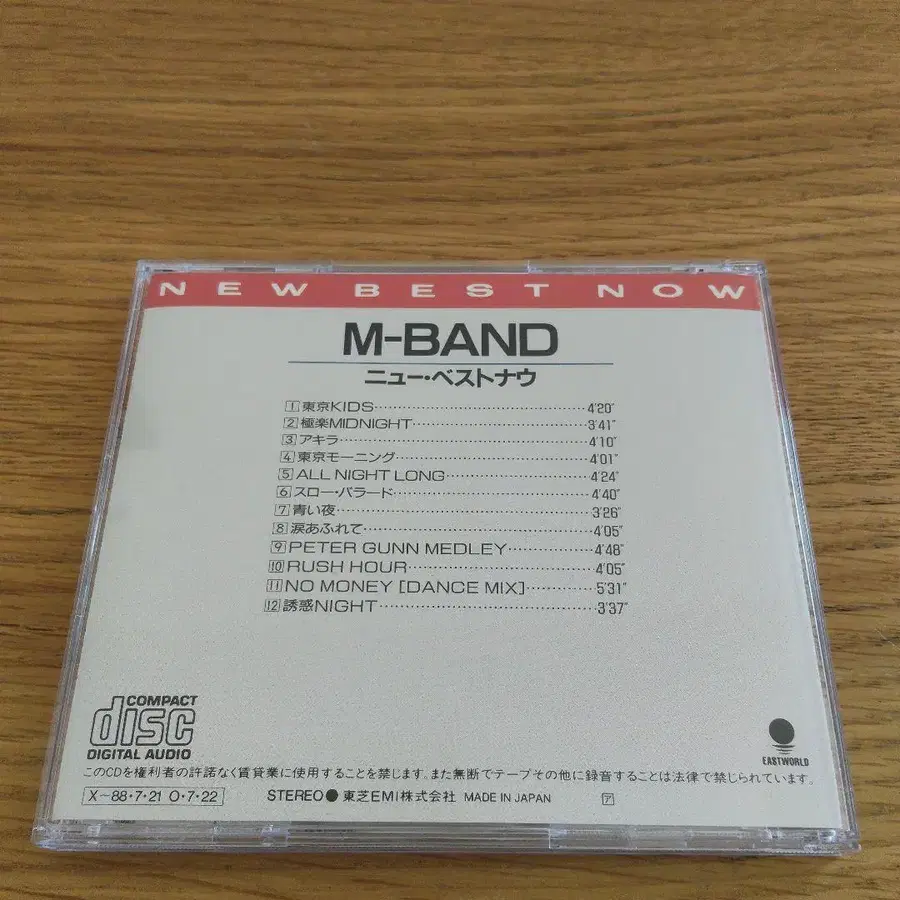 NEW BEST NOW
M-BAND
ニュー・ベストナウ
1 東京KIDS 4'20"
2 極楽MIDNIGHT 3'41"
3 アキラ 4'10"
4 東京モーニング 4'01"
5 ALL NIGHT LONG 4'24"
6 スロー・バラード 4'40"
7 青い夜 3'26"
8 涙あふれて 4'05"
9 PETER GUNN MEDLEY 4'48"
10 RUSH HOUR 4'05"
11 NO MONEY [DANCE MIX] 5'31"
12 誘惑NIGHT 3'37"
COMPACT
disc
DIGITAL AUDIO
EASTWORLD
このCDを権利者の許諾なく賃貸業に使用することを禁じます。また無断でテープその他に録音することは法律で禁じられています。
X-88・7・21 O・7・22 STEREO● 東芝EMI株式会社 MADE IN JAPAN ア